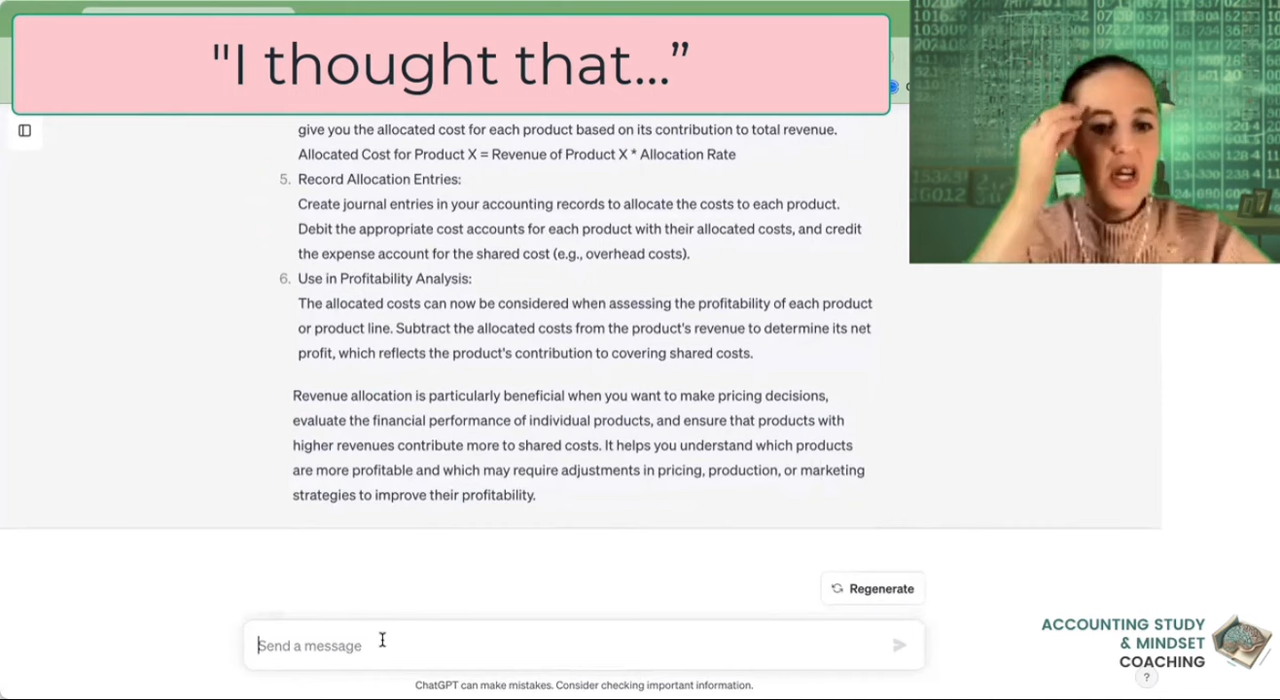 "I thought that...”
give you the allocated cost for each product based on its contribution to total revenue.
Allocated Cost for Product X = Revenue of Product X * Allocation Rate
5. Record Allocation Entries:
Create journal entries in your accounting records to allocate the costs to each product.
Debit the appropriate cost accounts for each product with their allocated costs, and credit
the expense account for the shared cost (e.g., overhead costs).
6. Use in Profitability Analysis:
The allocated costs can now be considered when assessing the profitability of each product
or product line. Subtract the allocated costs from the product's revenue to determine its net
profit, which reflects the product's contribution to covering shared costs.
Revenue allocation is particularly beneficial when you want to make pricing decisions,
evaluate the financial performance of individual products, and ensure that products with
higher revenues contribute more to shared costs. It helps you understand which products
are more profitable and which may require adjustments in pricing, production, or marketing
strategies to improve their profitability.
Regenerate
Send a message
ChatGPT can make mistakes. Consider checking important information.
ACCOUNTING STUDY
& MINDSET
COACHING
?